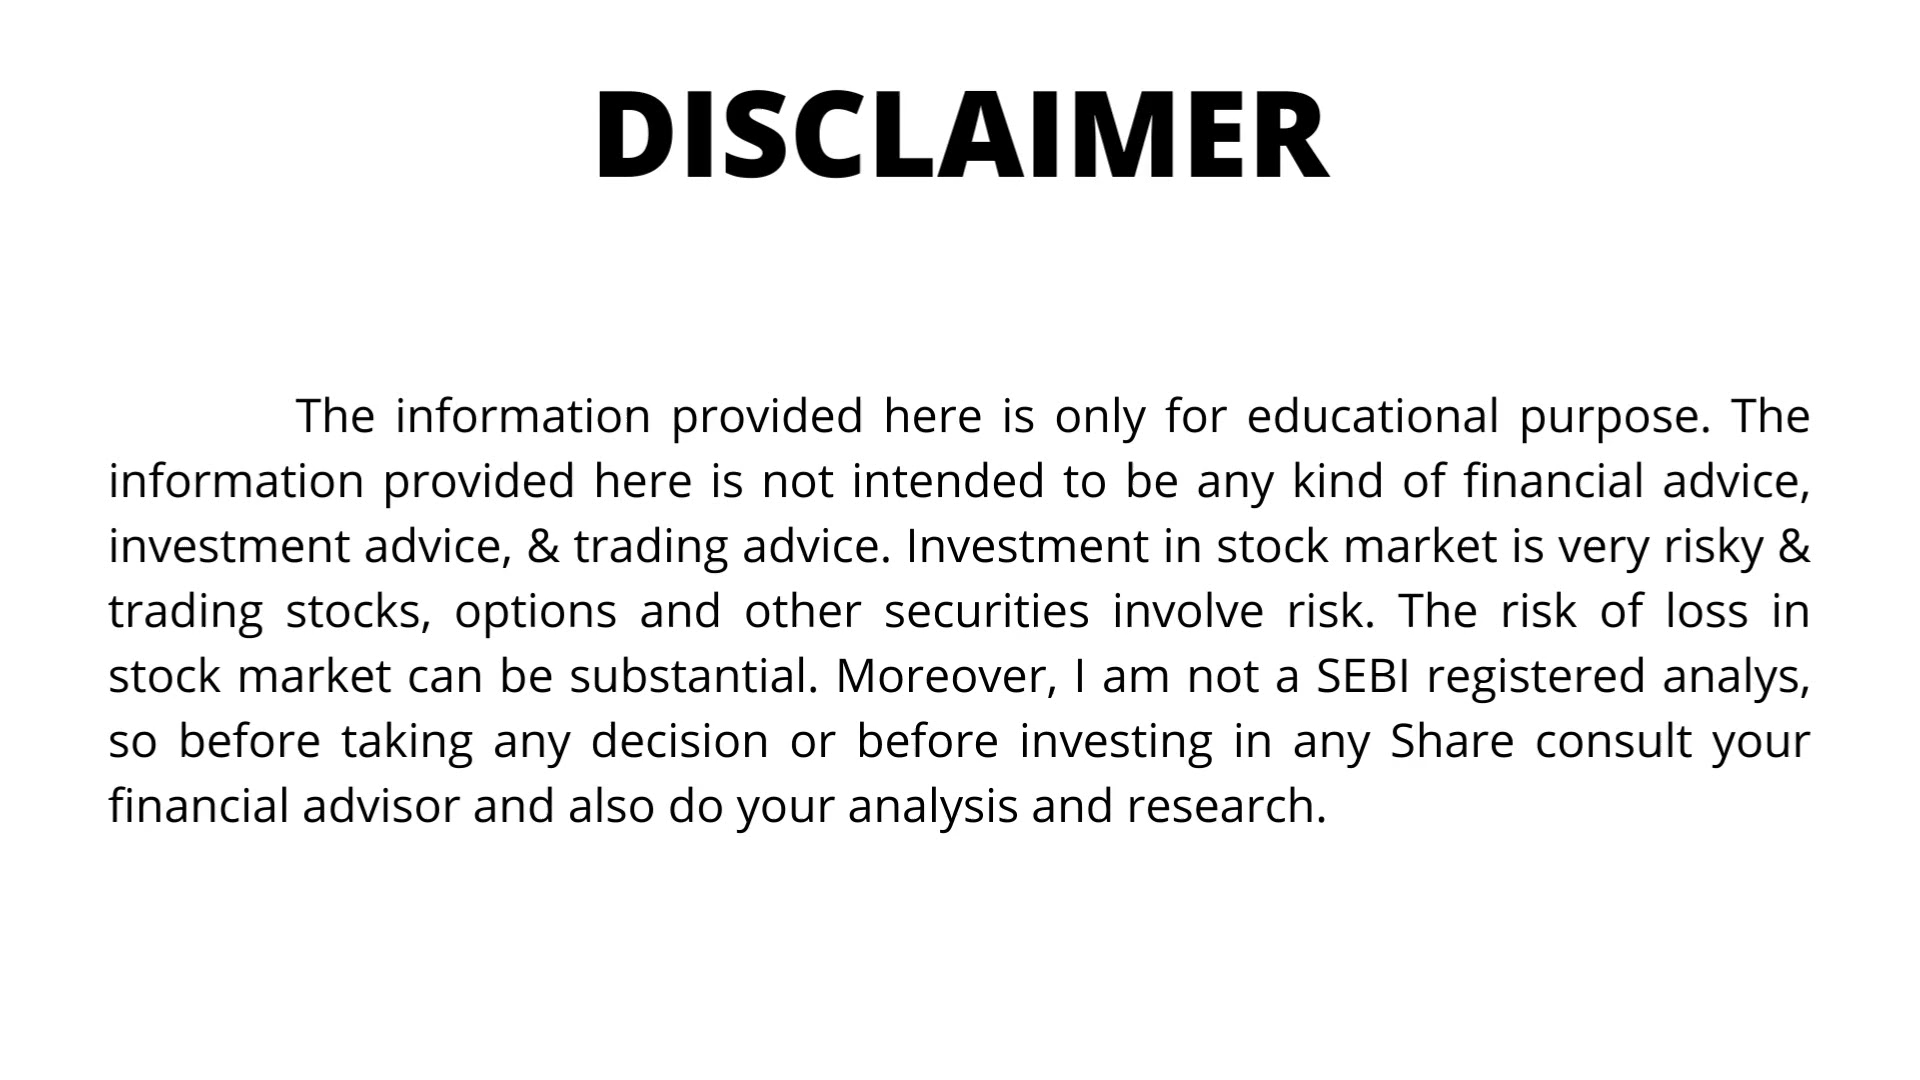 DISCLAIMER
The information provided here is only for educational purpose. The
information provided here is not intended to be any kind of financial advice,
investment advice, & trading advice. Investment in stock market is very risky &
trading stocks, options and other securities involve risk. The risk of loss in
stock market can be substantial. Moreover, I am not a SEBI registered analys,
so before taking any decision or before investing in any Share consult your
financial advisor and also do your analysis and research.